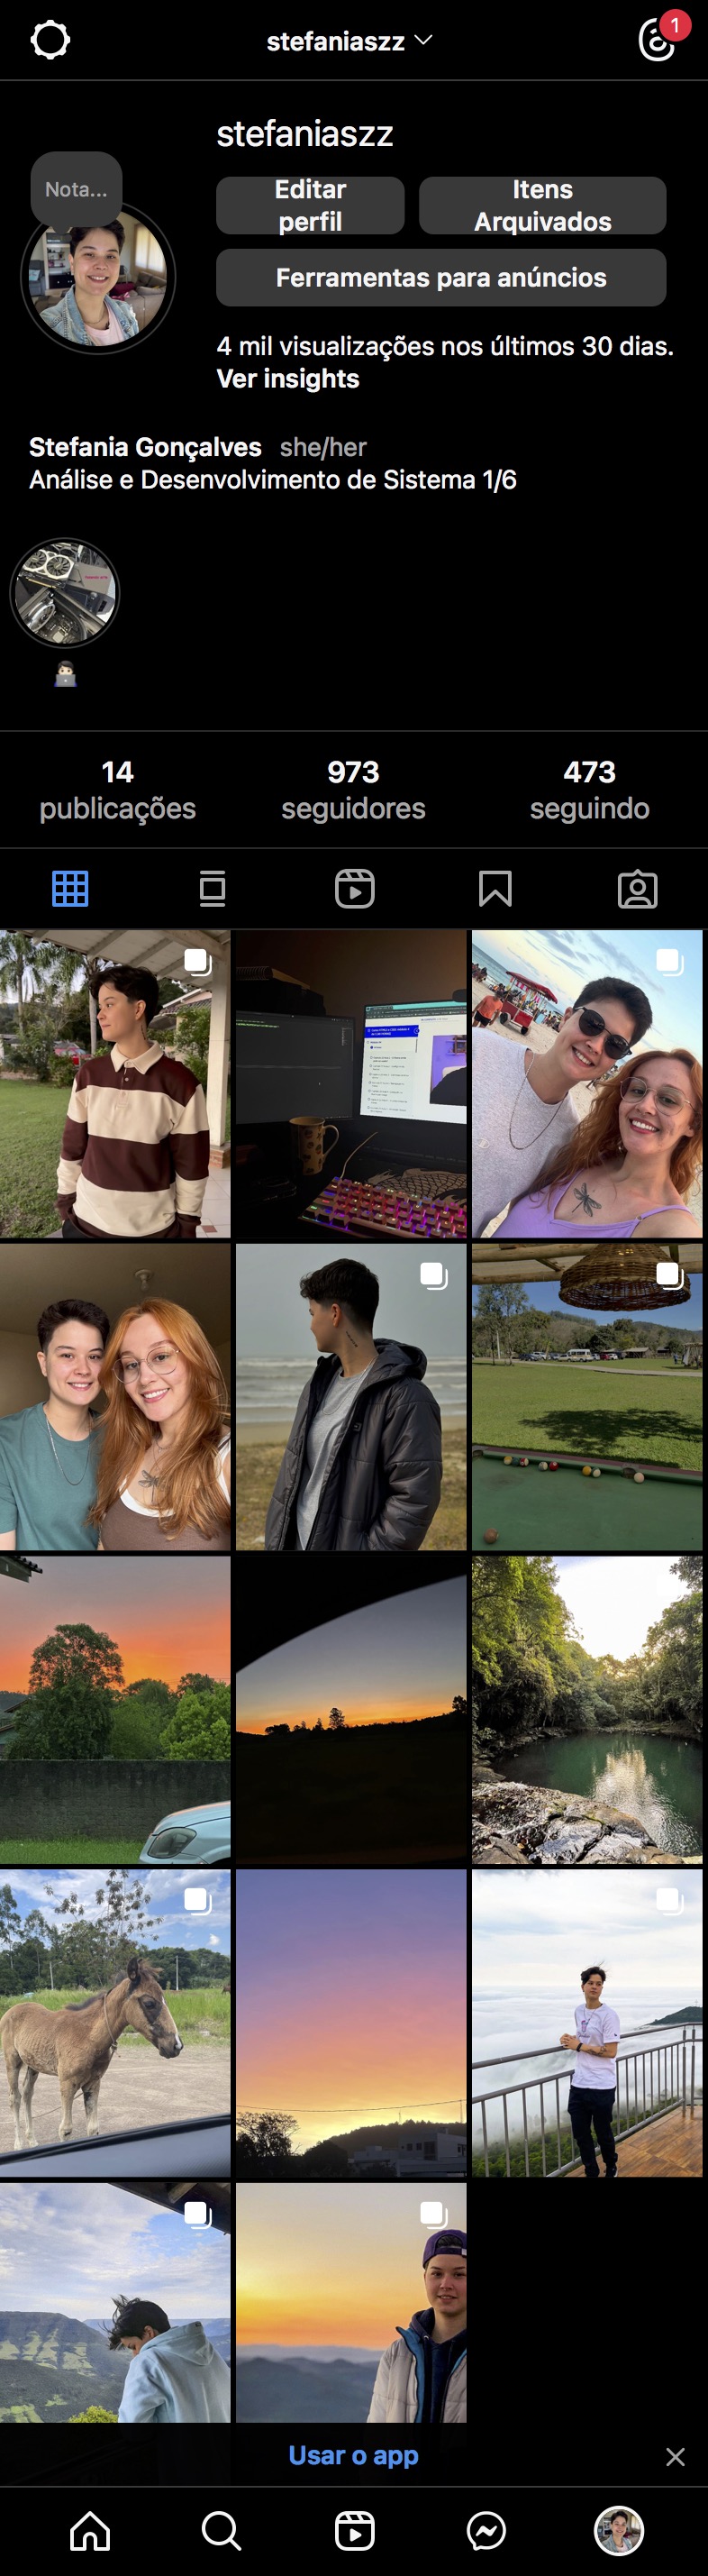 stefaniaszz
1
stefaniaszz
Nota...
Editar
perfil
Itens
Arquivados
Ferramentas para anúncios
4 mil visualizações nos últimos 30 dias.
Ver insights
Stefania Gonçalves she/her
Análise e Desenvolvimento de Sistema 1/6
14
publicações
973
seguidores
473
seguindo
Usar o app